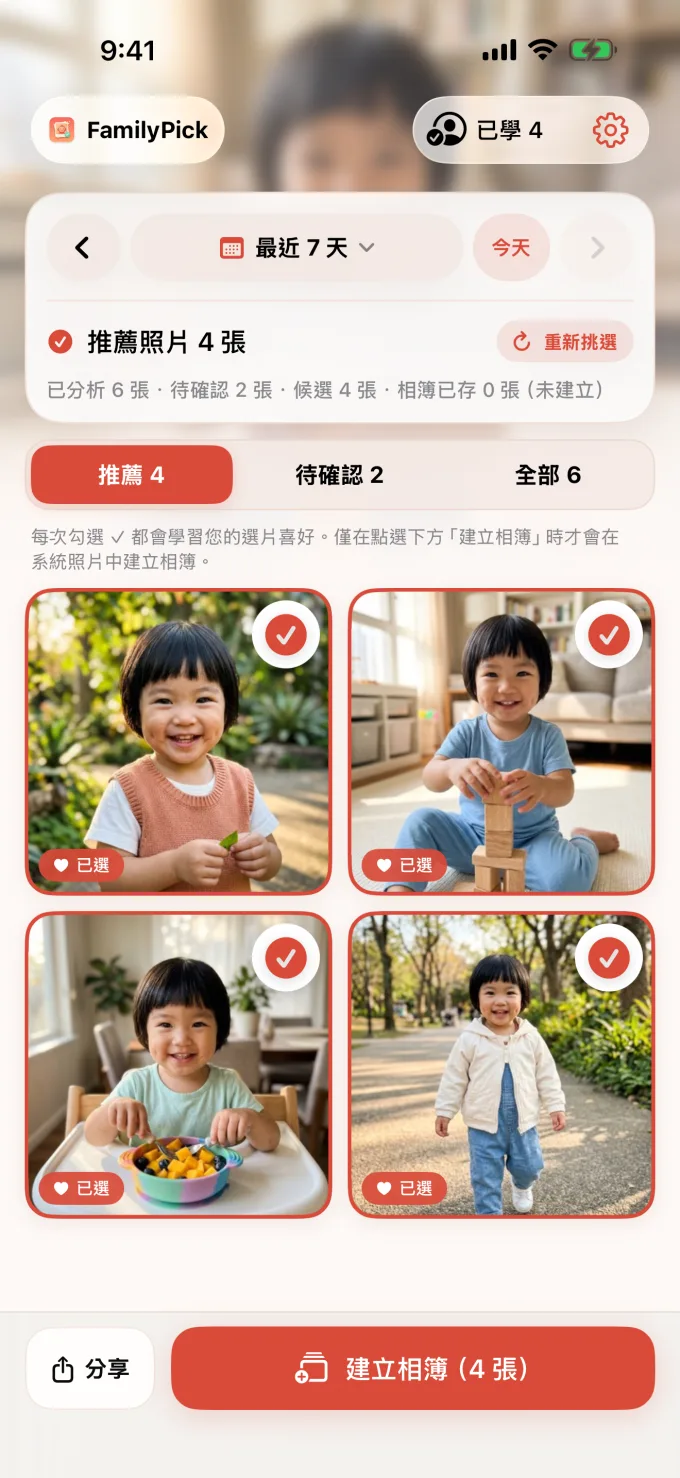 9:41
FamilyPick
已學 4
最近 7 天
今天
推薦照片 4 張
重新挑選
已分析 6 張 · 待確認 2 張 · 候選 4 張 · 相簿已存 0 張（未建立）
推薦 4
待確認 2
全部 6
每次勾選 ✓ 都會學習您的選片喜好。僅在點選下方「建立相簿」時才會在
系統照片中建立相簿。
已選
已選
已選
已選
分享
建立相簿（4 張）